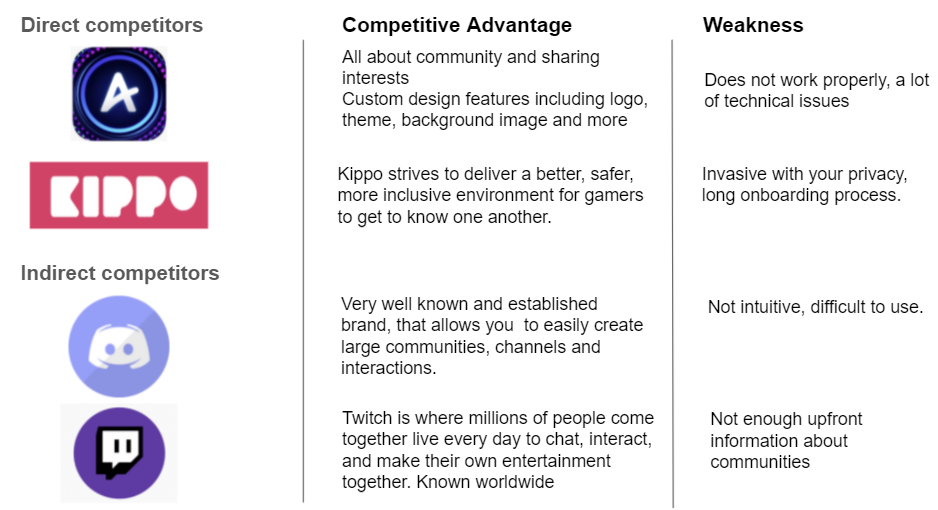 Direct competitors
Competitive Advantage
Weakness
A
All about community and sharing
interests
Custom design features including logo,
theme, background image and more
Does not work properly, a lot
of technical issues
KIPPO
Kippo strives to deliver a better, safer,
more inclusive environment for gamers
to get to know one another.
Invasive with your privacy,
long onboarding process.
Indirect competitors
Very well known and established
brand, that allows you  to easily create
large communities, channels and
interactions.
Not intuitive, difficult to use.
Twitch is where millions of people come
together live every day to chat, interact,
and make their own entertainment
together. Known worldwide
Not enough upfront
information about
communities